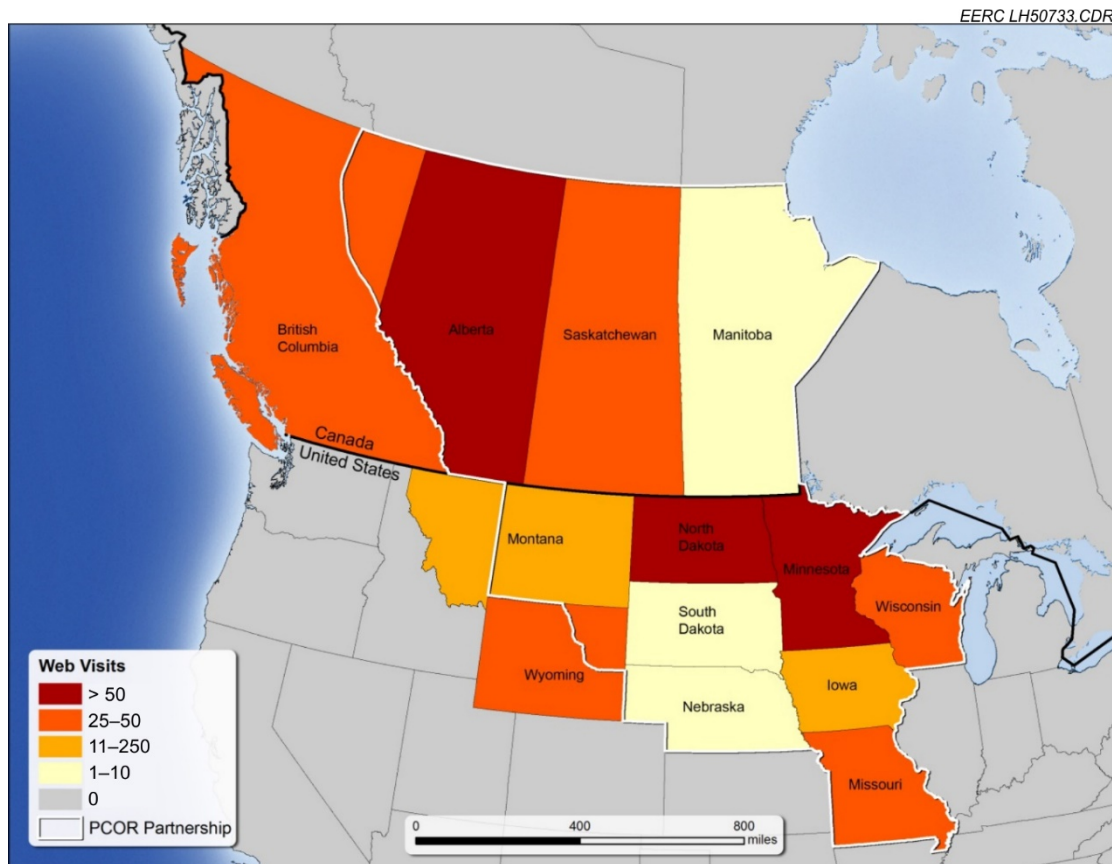 EERC LH50733.CDR
British
Columbia
Alberta
Saskatchewan
Manitoba
Canada
United States
Montana
North
Dakota
Minnesota
South
Dakota
Wisconsin
Wyoming
Iowa
Nebraska
Missouri
Web Visits
> 50
25–50
11–250
1–10
0
PCOR Partnership
0
400
800
miles